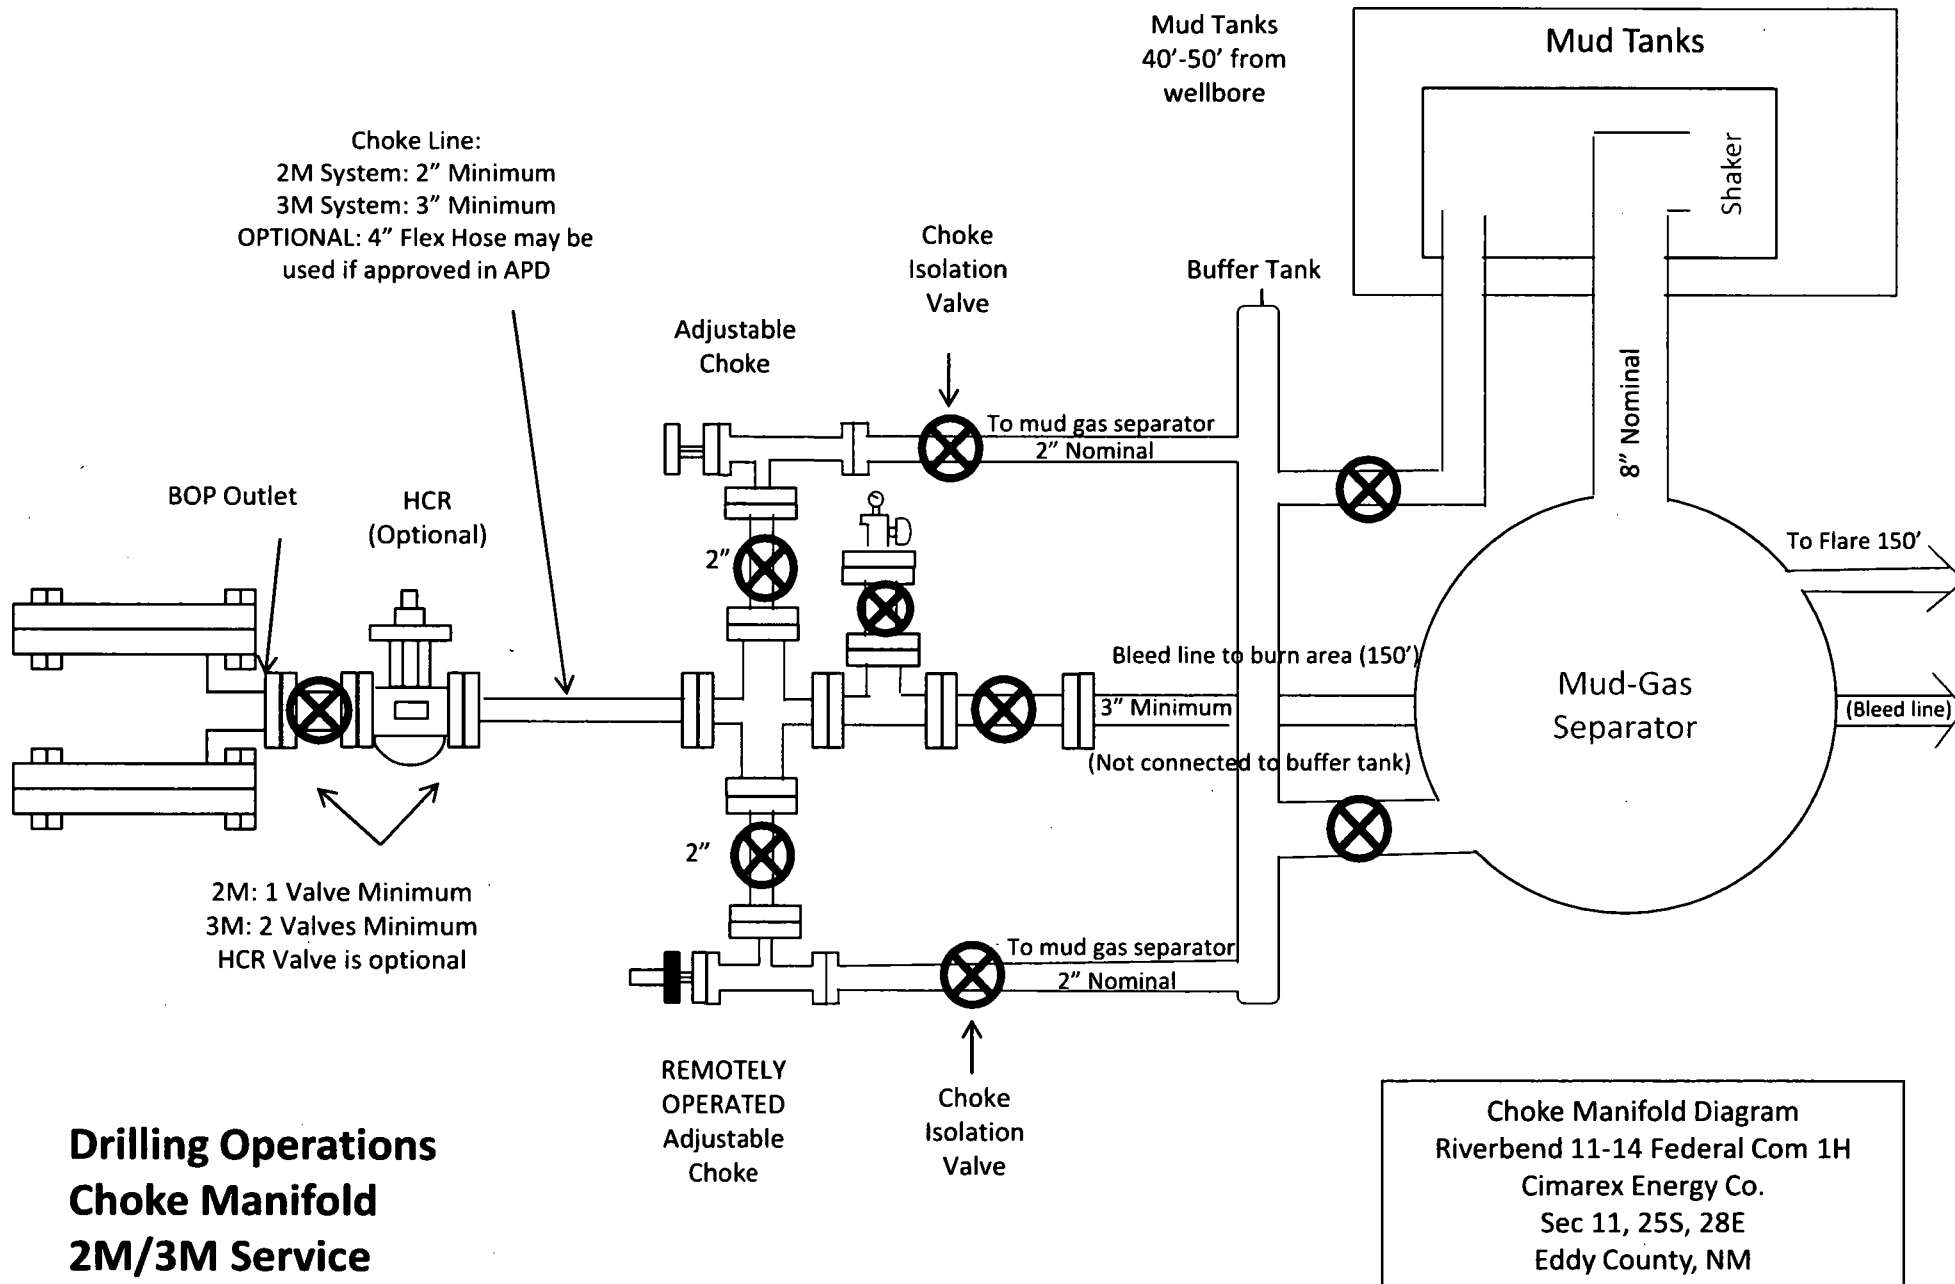 Mud Tanks
40'-50' from
wellbore
Mud Tanks
Shaker
Choke Line:
2M System: 2" Minimum
3M System: 3" Minimum
OPTIONAL: 4" Flex Hose may be
used if approved in APD
Choke
Isolation
Valve
Buffer Tank
Adjustable
Choke
8" Nominal
To mud gas separator
2" Nominal
BOP Outlet
HCR
(Optional)
2"
To Flare 150'
Bleed line to burn area (150')
3" Minimum
(Not connected to buffer tank)
Mud-Gas
Separator
(Bleed line)
2"
2M: 1 Valve Minimum
3M: 2 Valves Minimum
HCR Valve is optional
To mud gas separator
2" Nominal
REMOTELY
OPERATED
Adjustable
Choke
Choke
Isolation
Valve
Drilling Operations
Choke Manifold
2M/3M Service
Choke Manifold Diagram
Riverbend 11-14 Federal Com 1H
Cimarex Energy Co.
Sec 11, 25S, 28E
Eddy County, NM